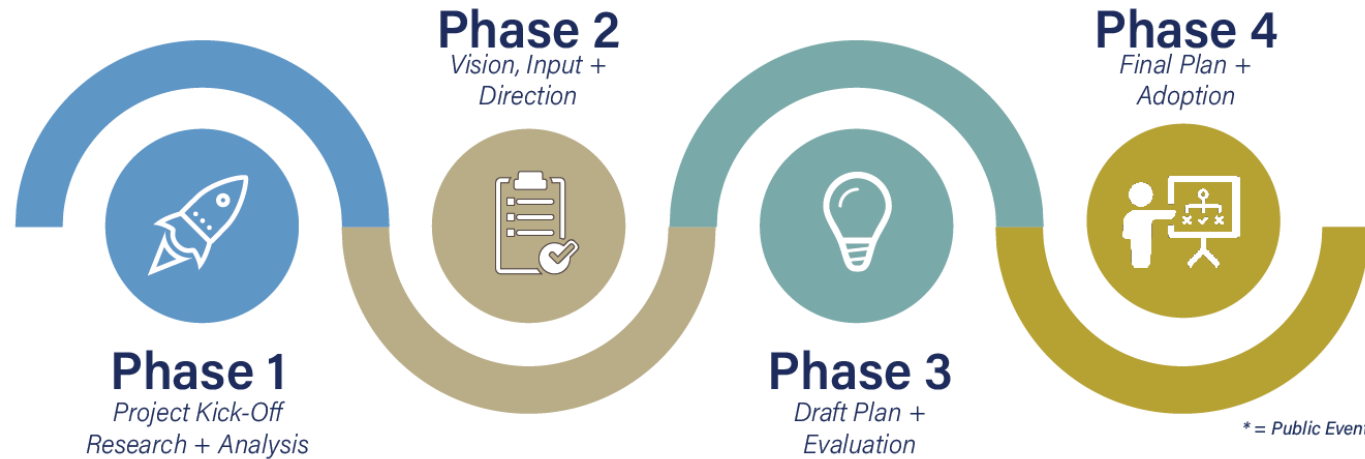 Phase 1
Project Kick-Off
Research + Analysis
Phase 2
Vision, Input +
Direction
Phase 3
Draft Plan +
Evaluation
Phase 4
Final Plan +
Adoption
* = Public Event